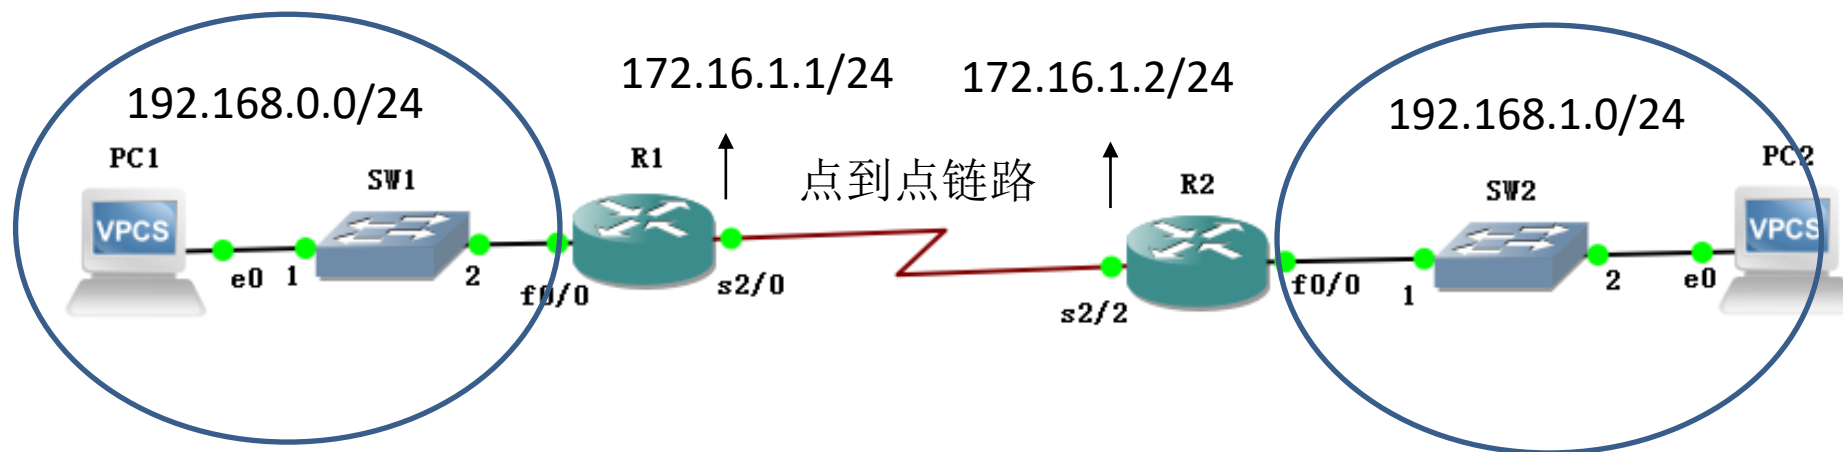 172.16.1.1/24
172.16.1.2/24
192.168.0.0/24
192.168.1.0/24
PC1
R1
点到点链路
PC2
SW1
R2
SW2
VPCS
VPCS
e0
1
2
f0/0
s2/0
s2/2
f0/0
1
2
e0